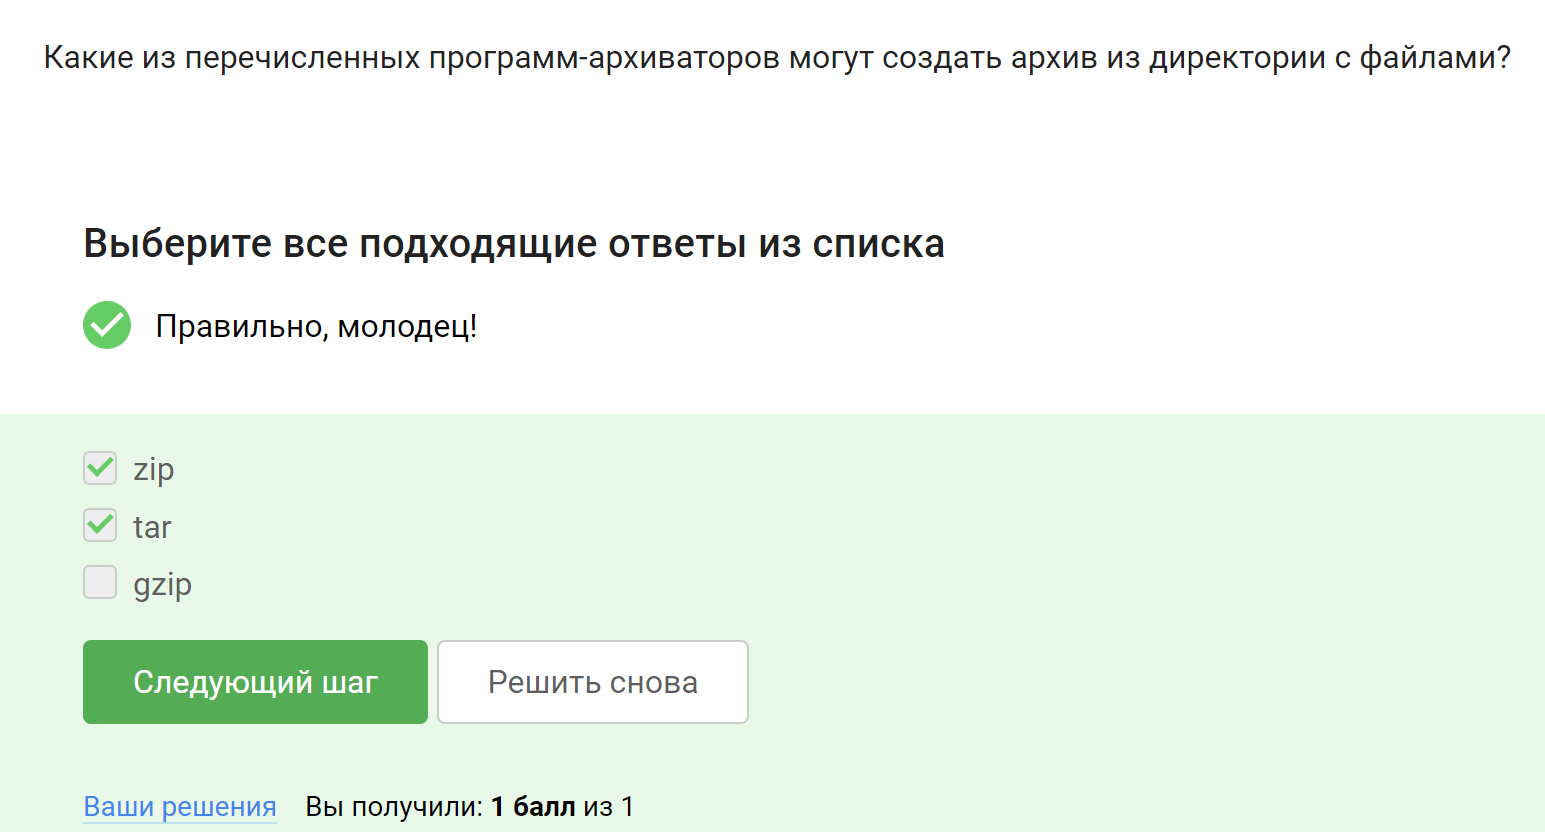 Какие из перечисленных программ-архиваторов могут создать архив из директории с файлами?
Выберите все подходящие ответы из списка
Правильно, молодец!
zip
tar
gzip
Следующий шаг
Решить снова
Ваши решения
Вы получили: 1 балл из 1